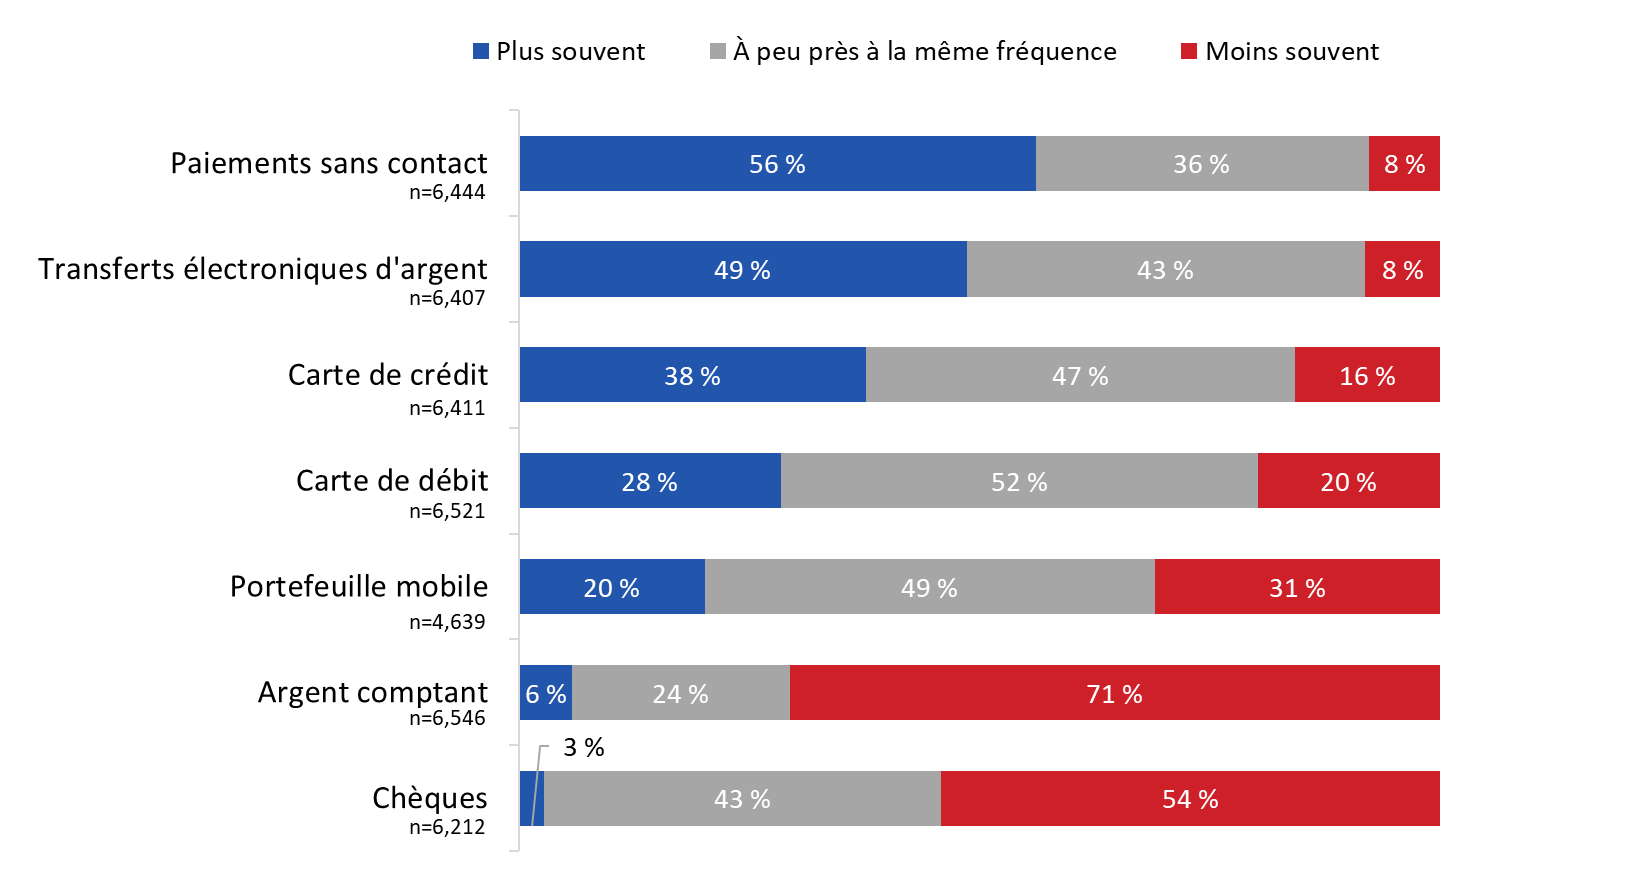 Plus souvent À peu près à la même fréquence Moins souvent
Paiements sans contact 56 % 36 % 8 %
n=6,444
Transferts électroniques d'argent 49 % 43 % 8 %
n=6,407
Carte de crédit 38 % 47 % 16 %
n=6,411
Carte de débit 28 % 52 % 20 %
n=6,521
Portefeuille mobile 20 % 49 % 31 %
n=4,639
Argent comptant 6 % 24 % 71 %
n=6,546
3 %
Chèques 43 % 54 %
n=6,212